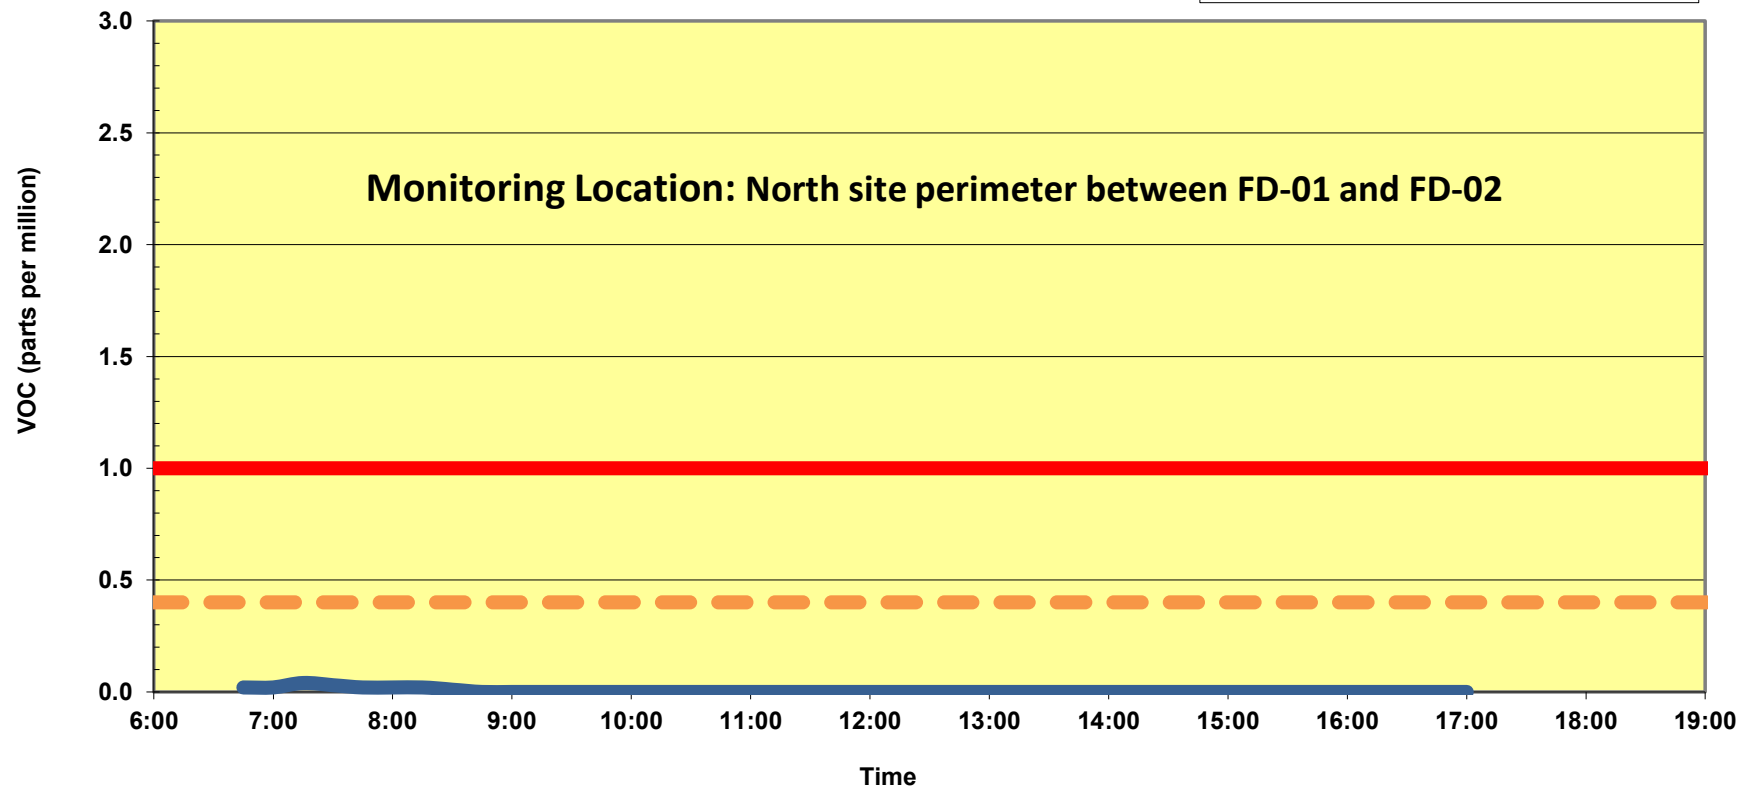 3.0
2.5
Monitoring Location: North site perimeter between FD-01 and FD-02
2.0
1.5
1.0
0.5
0.0
VOC (parts per million)
6:00 7:00 8:00 9:00 10:00 11:00 12:00 13:00 14:00 15:00 16:00 17:00 18:00 19:00
Time